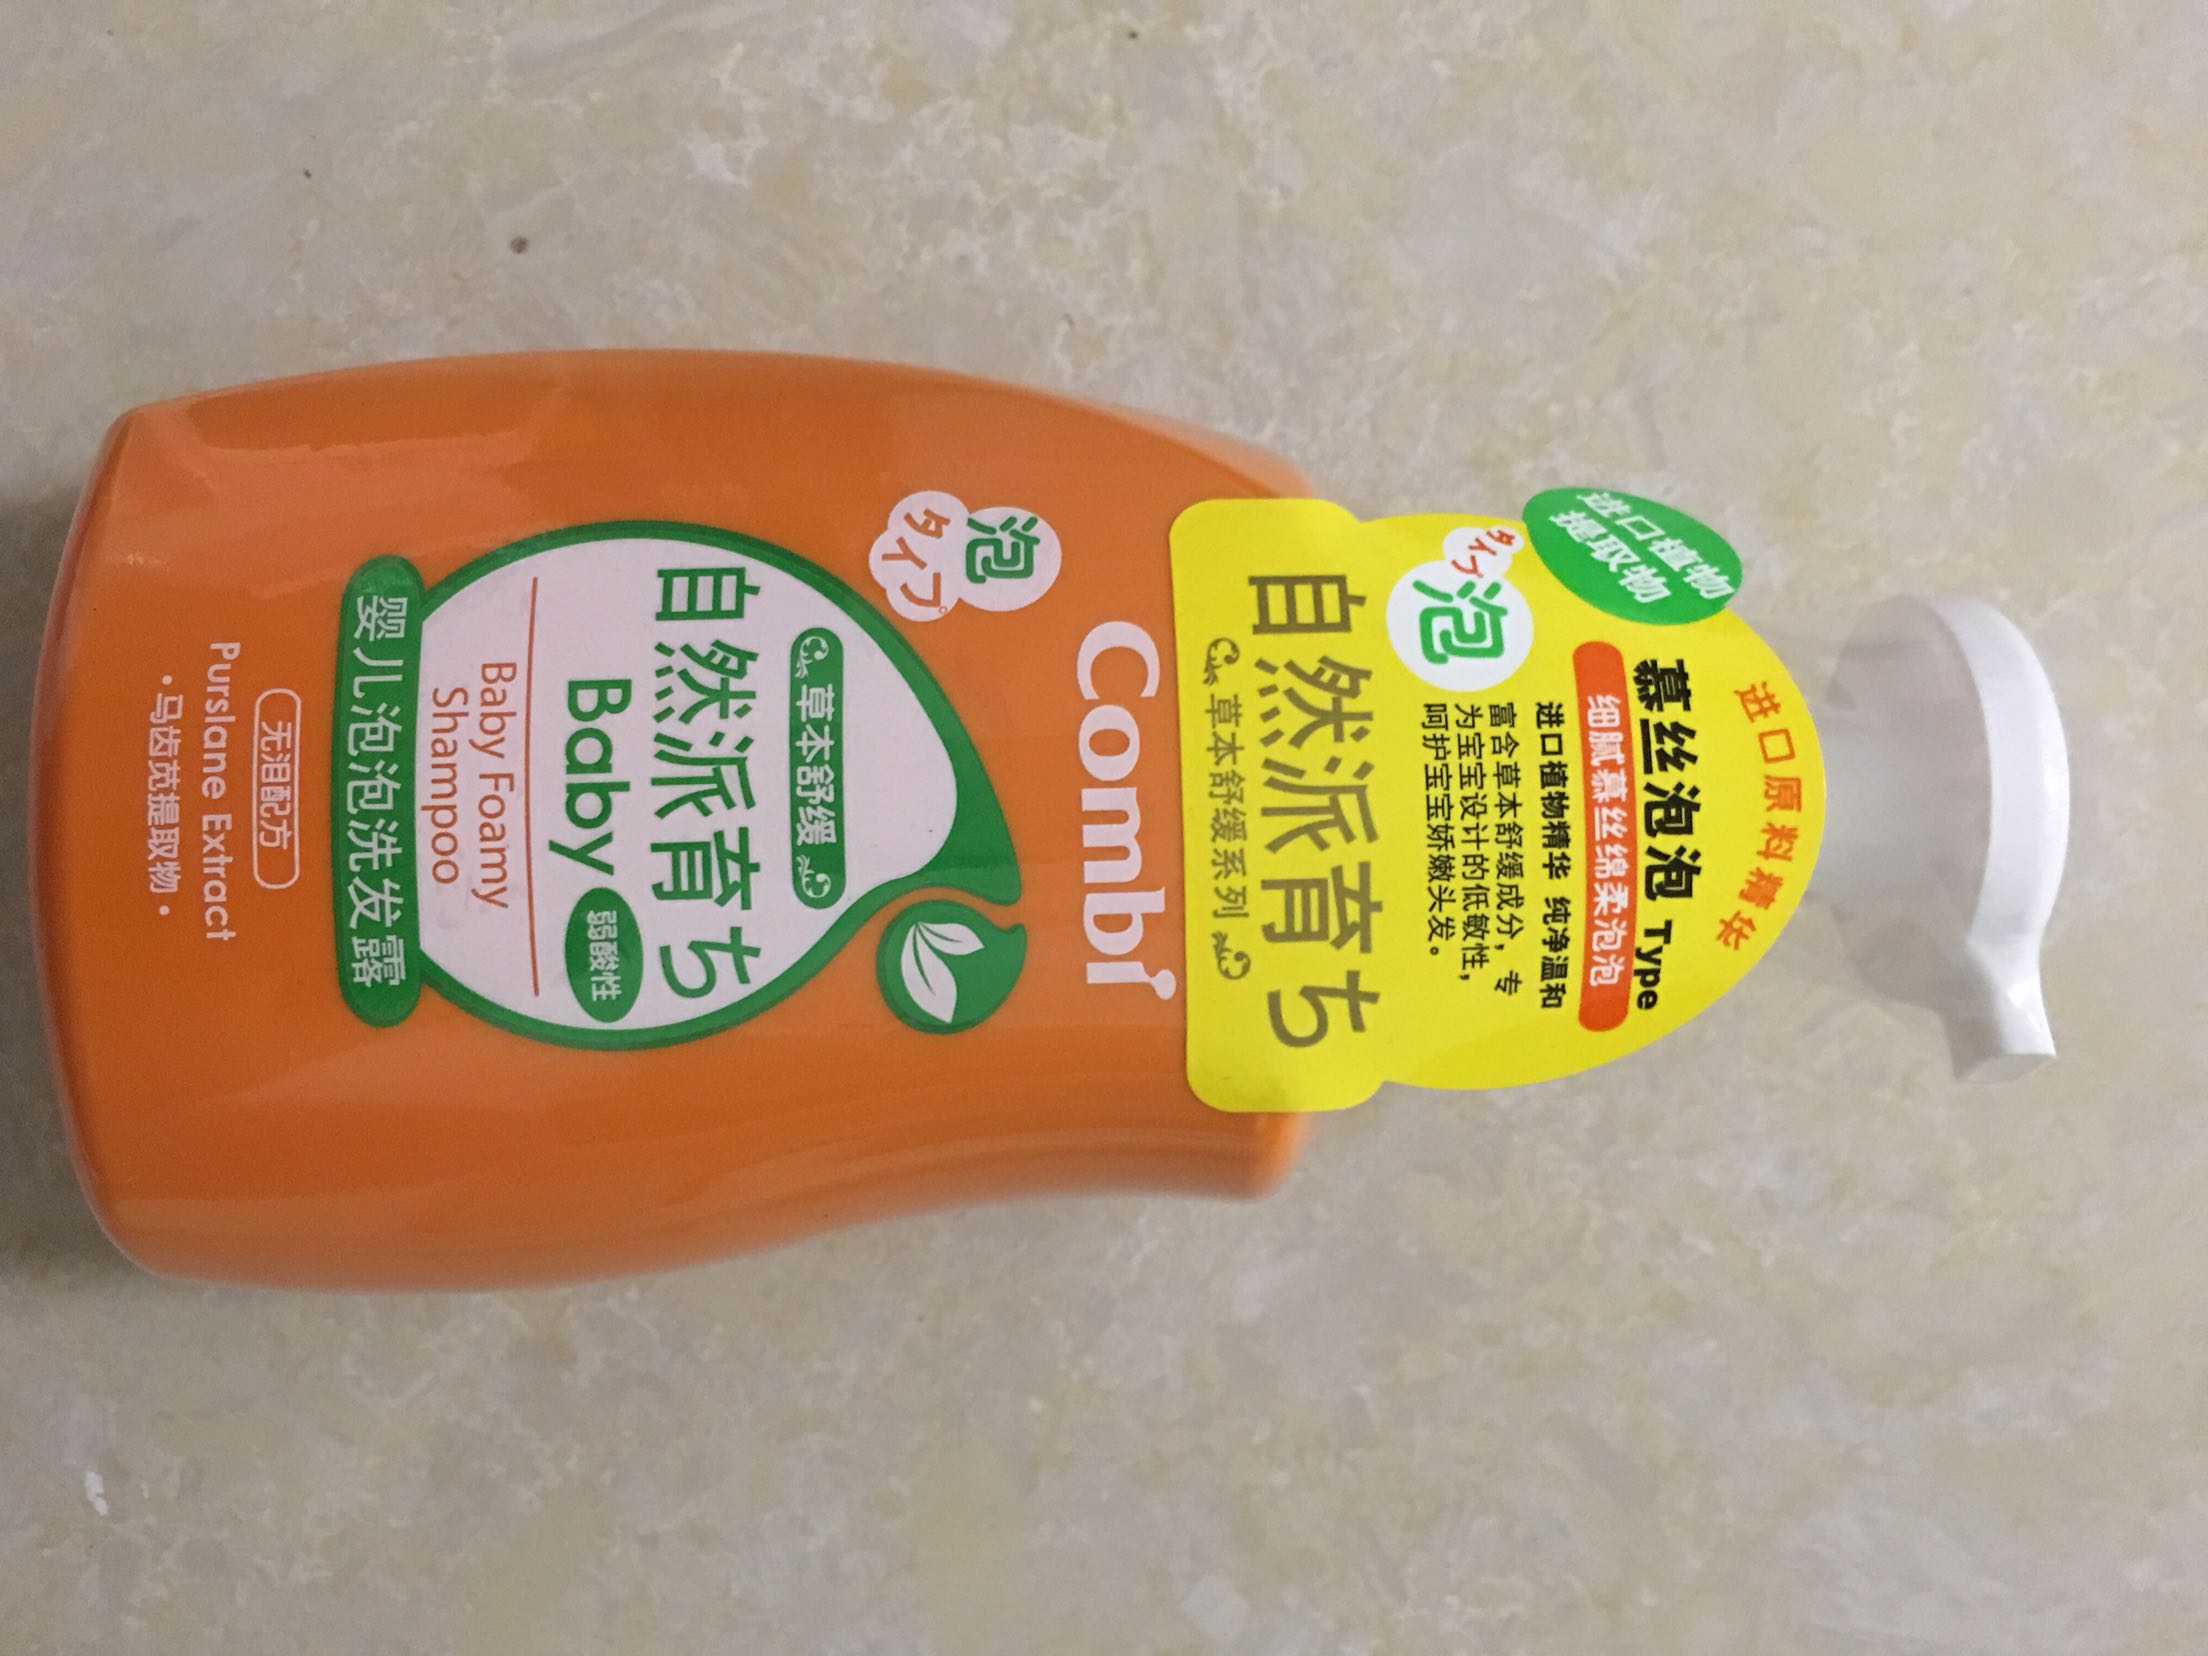 进口原料精华
进口植物
提取物
慕丝泡泡 Type
细腻慕丝绵柔泡泡
进口植物精华 纯净温和
泡
タイプ
富含草本舒缓成分，专
为宝宝设计的低敏性，
呵护宝宝娇嫩头发。
自然派育ち
草本舒缓系列
Combi
泡
タイプ
草本舒缓
自然派育ち
Baby 弱酸性
Baby Foamy
Shampoo
婴儿泡泡洗发露
无泪配方
Purslane Extract
·马齿苋提取物·